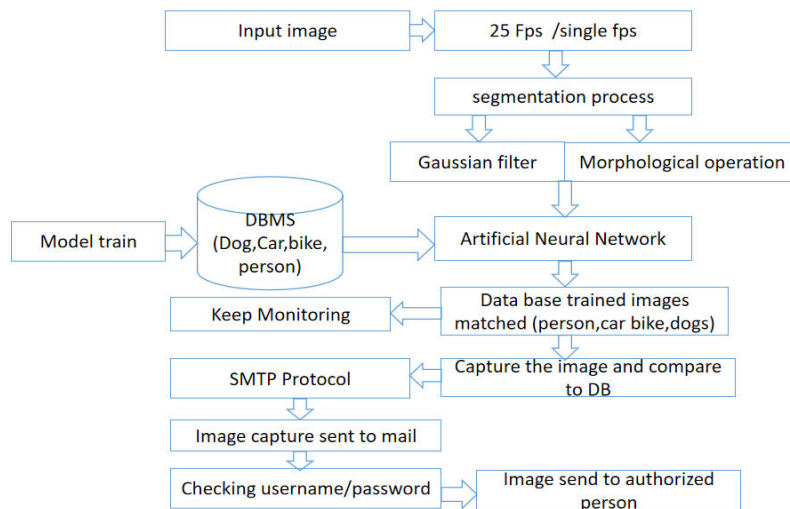 Input image
25 Fps /single fps
segmentation process
Gaussian filter
Morphological operation
Model train
DBMS
(Dog,Car,bike,
person)
Artificial Neural Network
Keep Monitoring
Data base trained images
matched (person,car bike,dogs)
SMTP Protocol
Capture the image and compare
to DB
Image capture sent to mail
Checking username/password
Image send to authorized
person